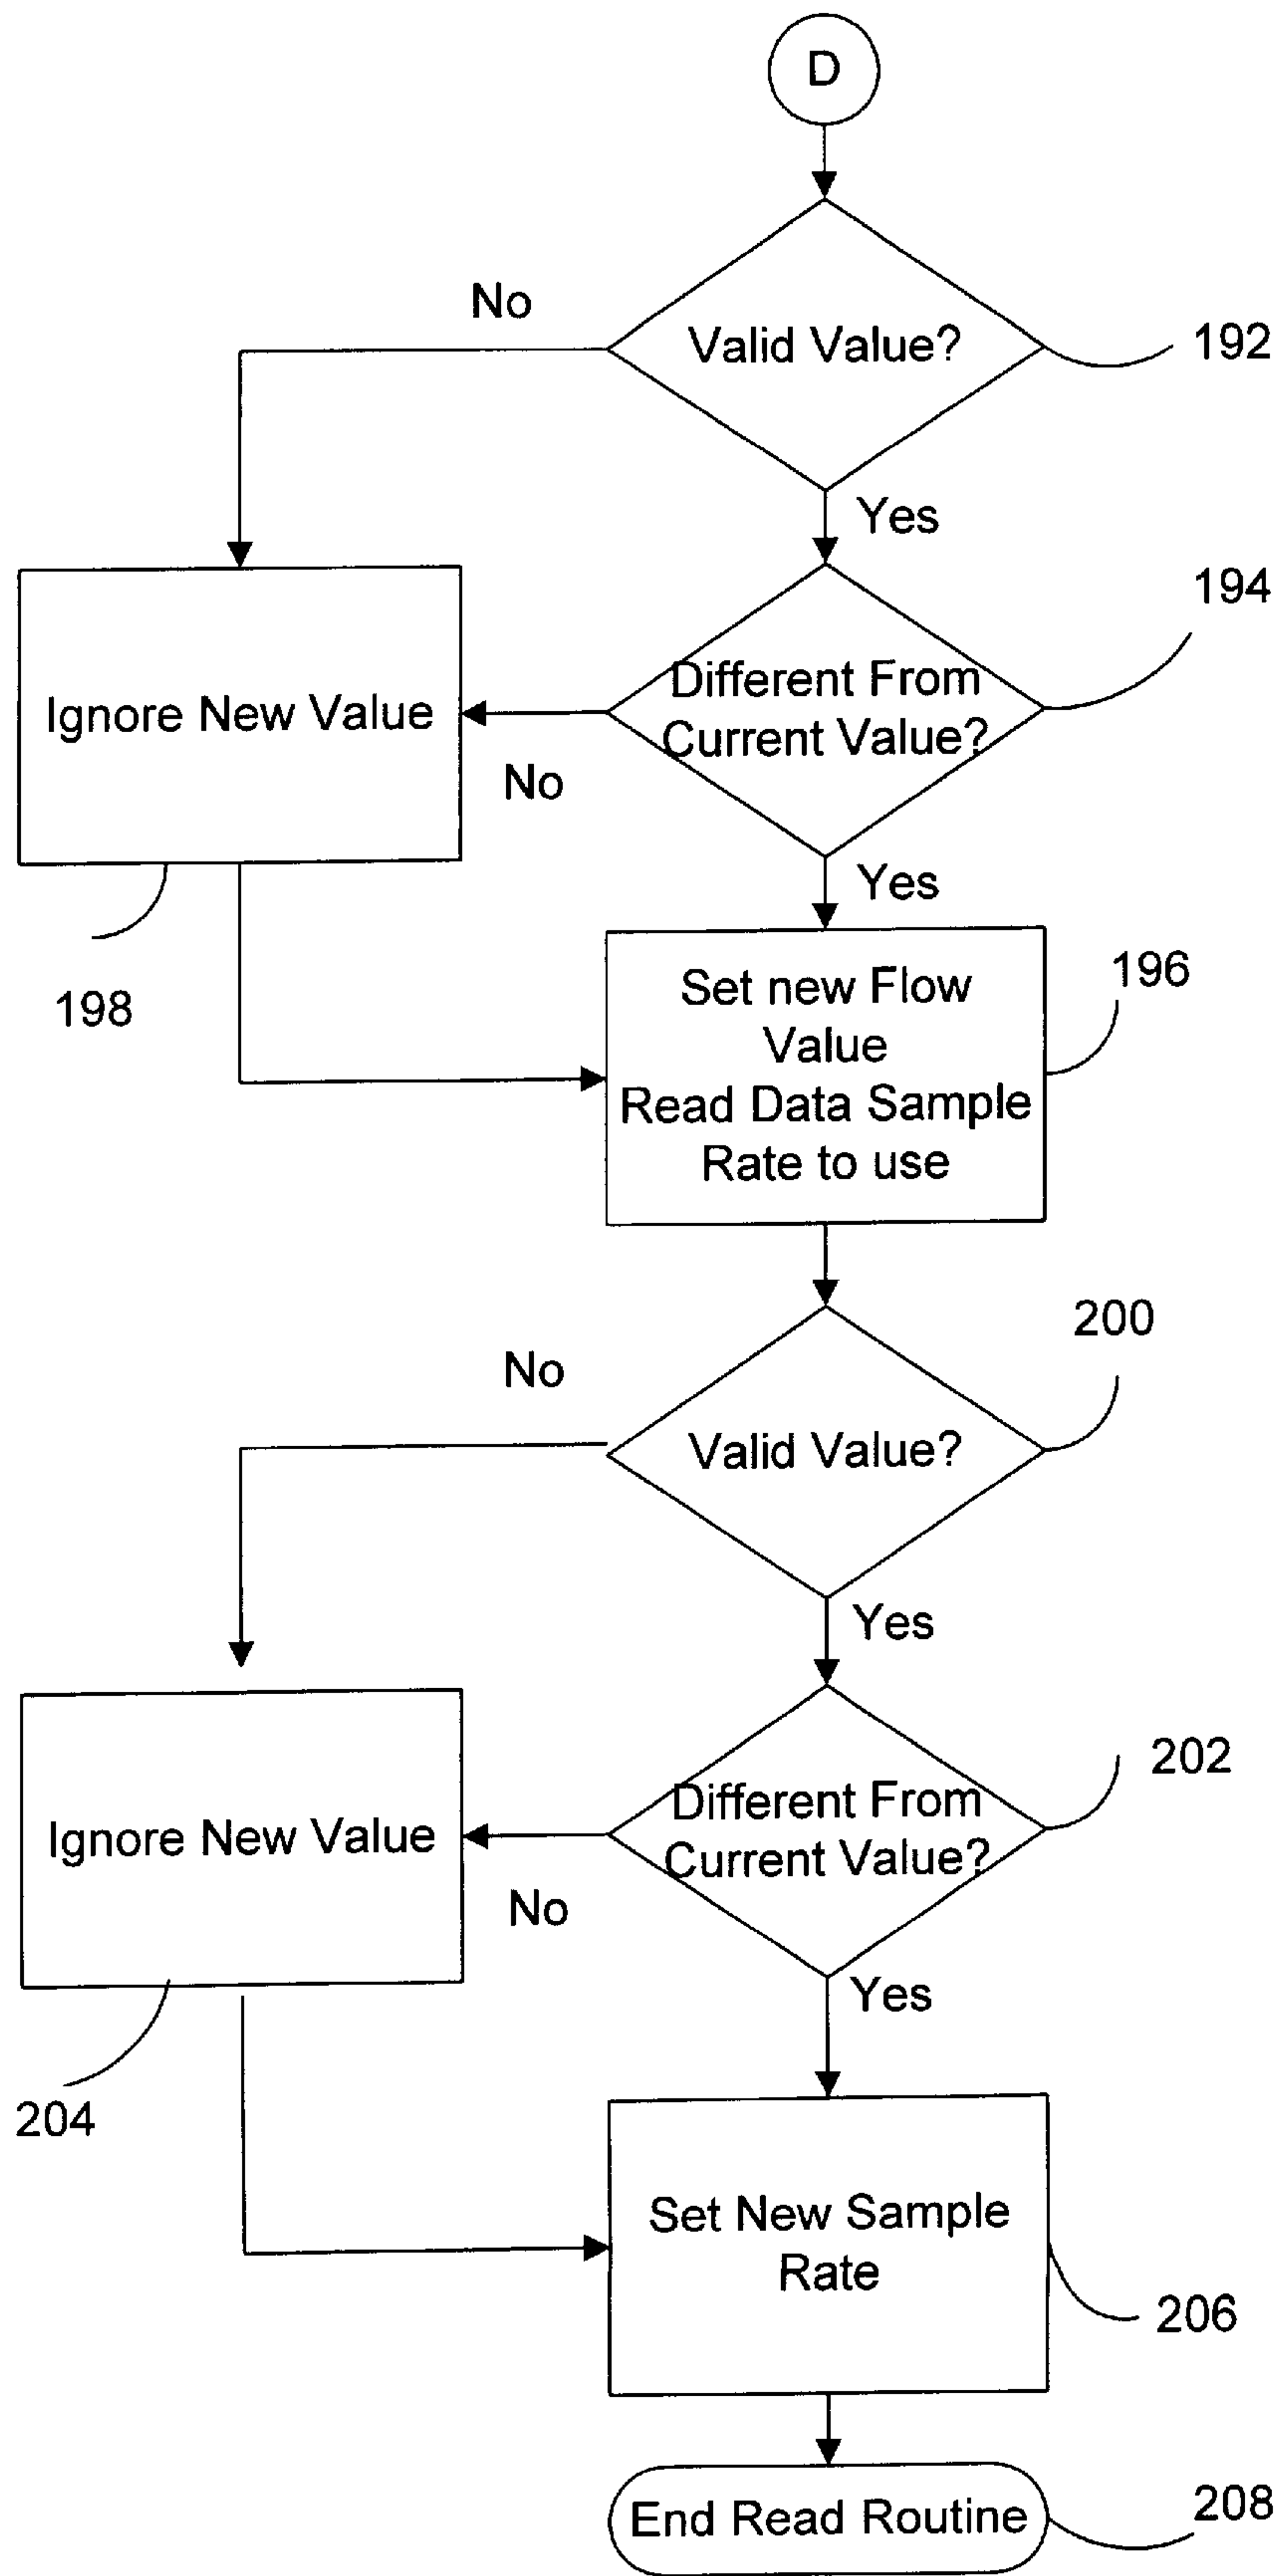 D
No
Valid Value?
192
Yes
194
Different From
Current Value?
Ignore New Value
No
Yes
198
196
Set new Flow
Value
Read Data Sample
Rate to use
200
No
Valid Value?
Yes
202
Different From
Current Value?
Ignore New Value
No
Yes
204
Set New Sample
Rate
206
End Read Routine
208